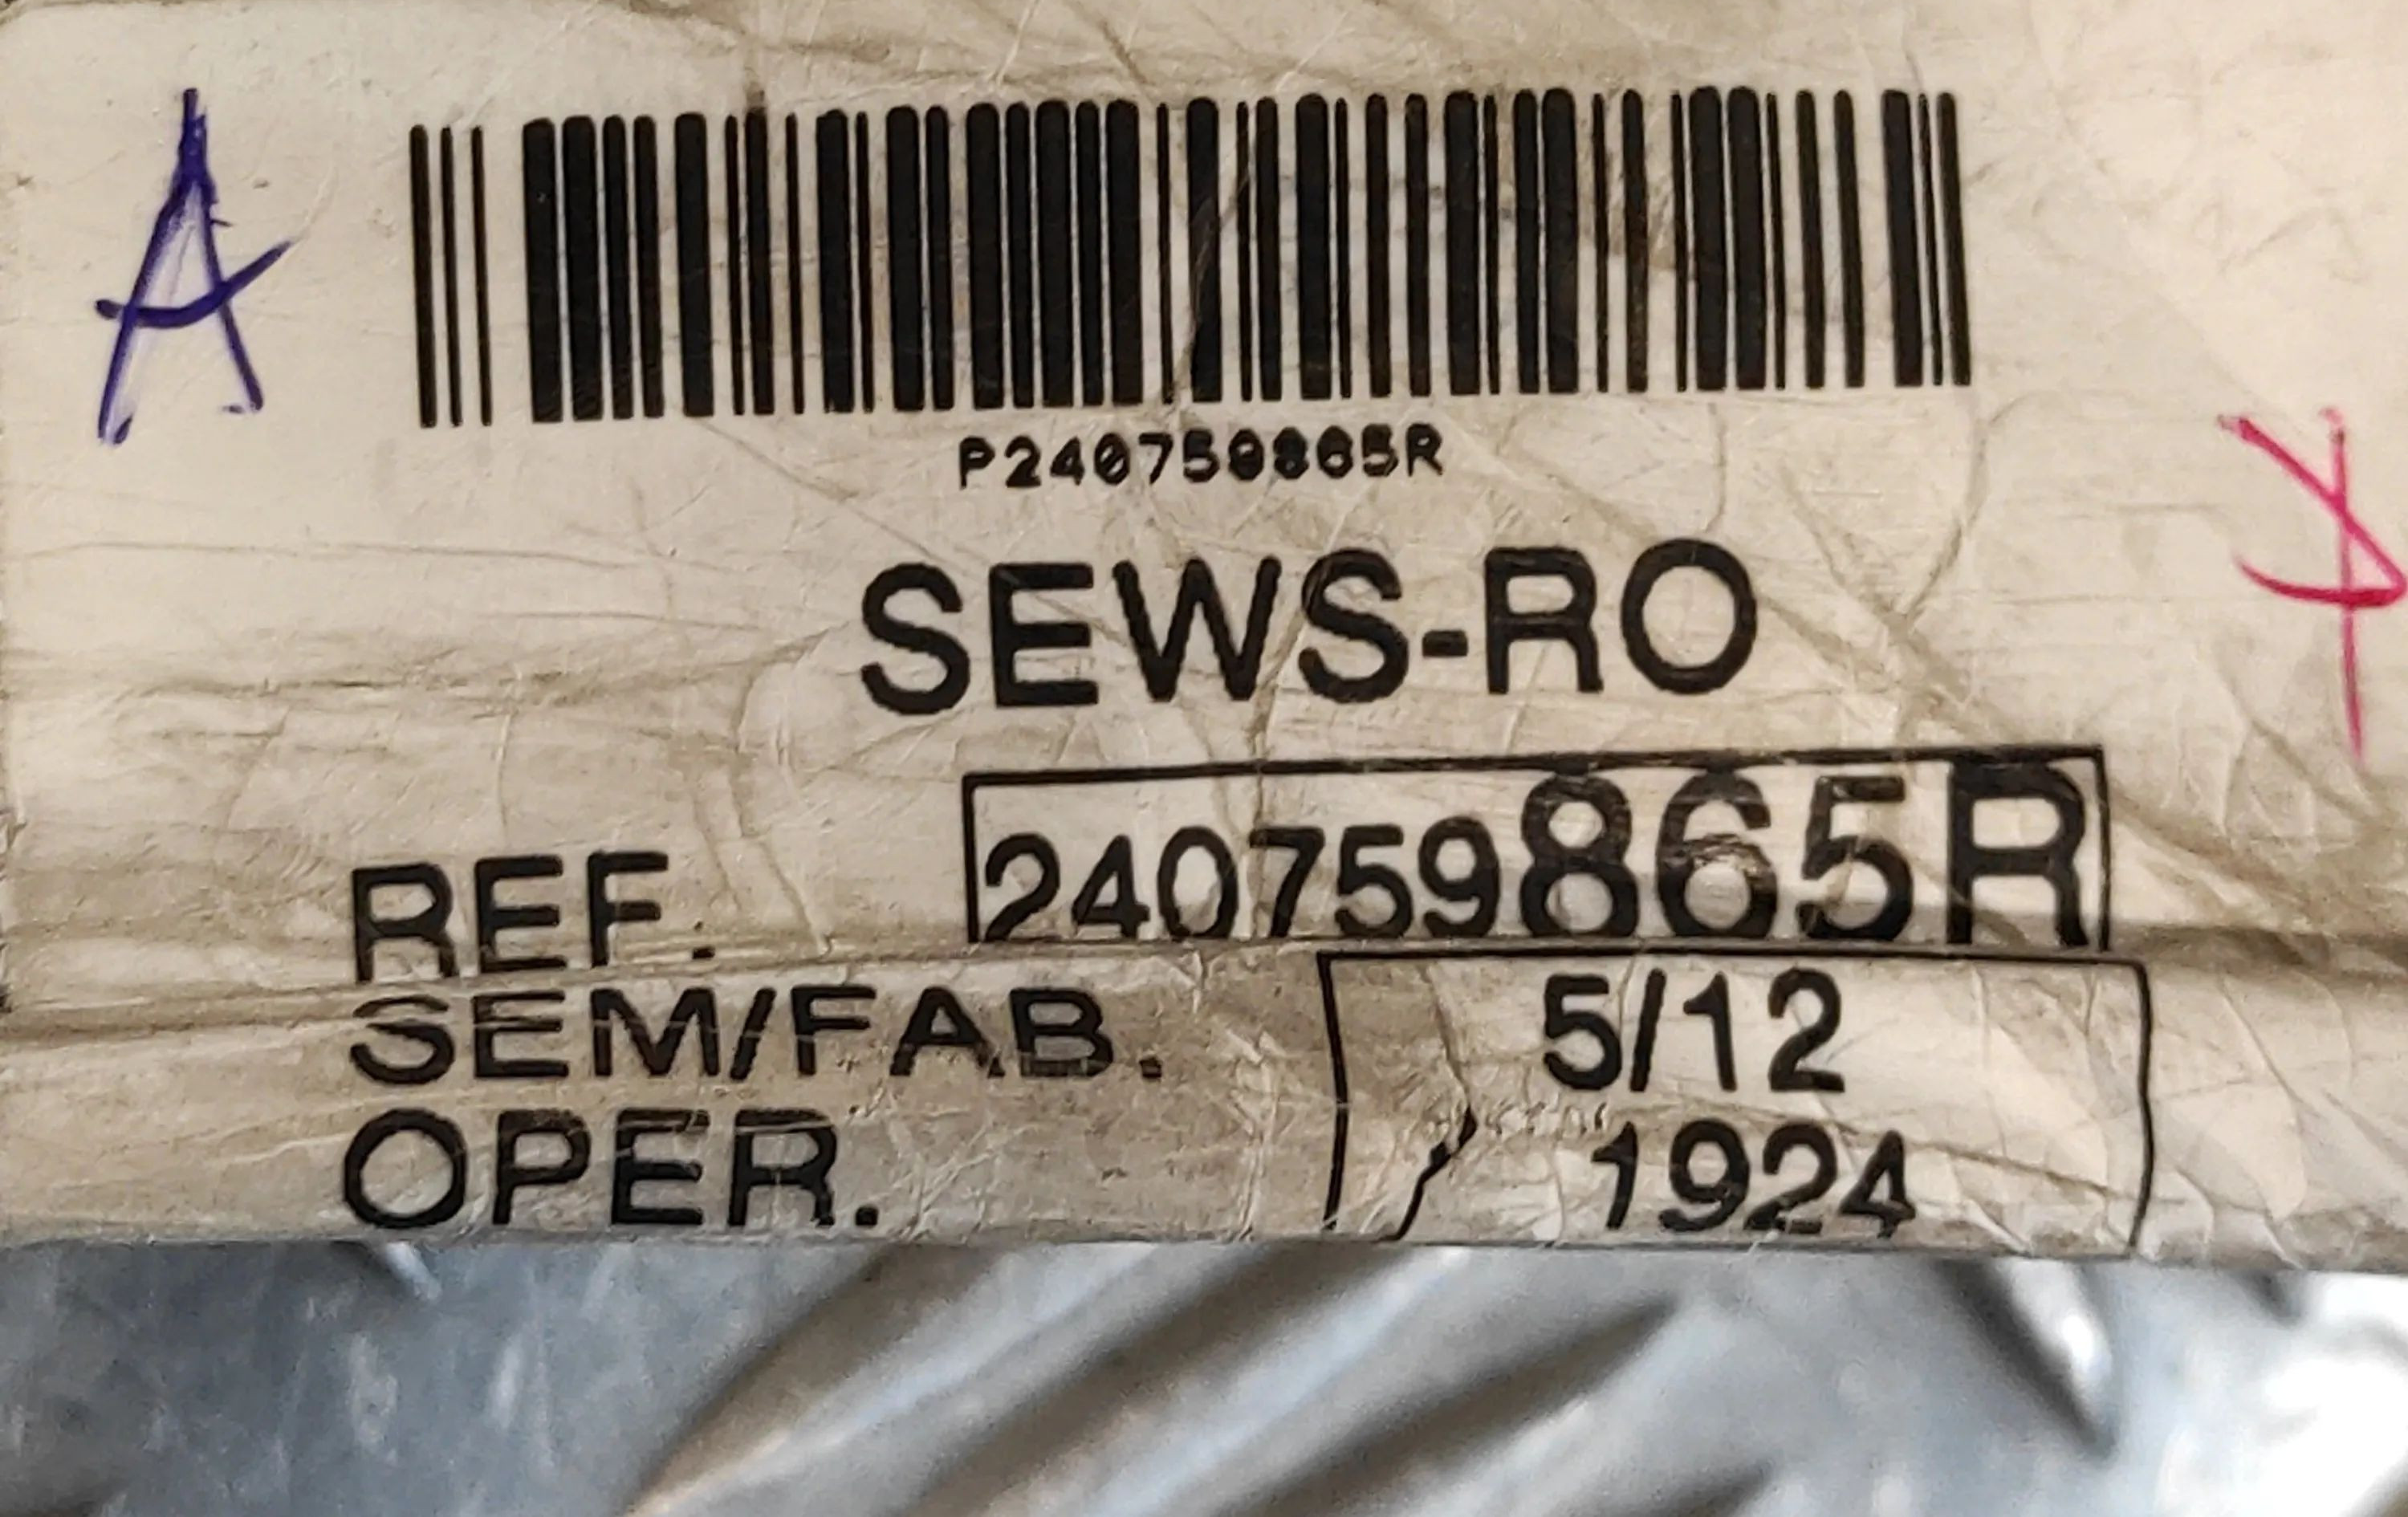 A
P240759865R
SEWS-RO
REF. 240759865R
SEM/FAB. 5/12
OPER. 1924